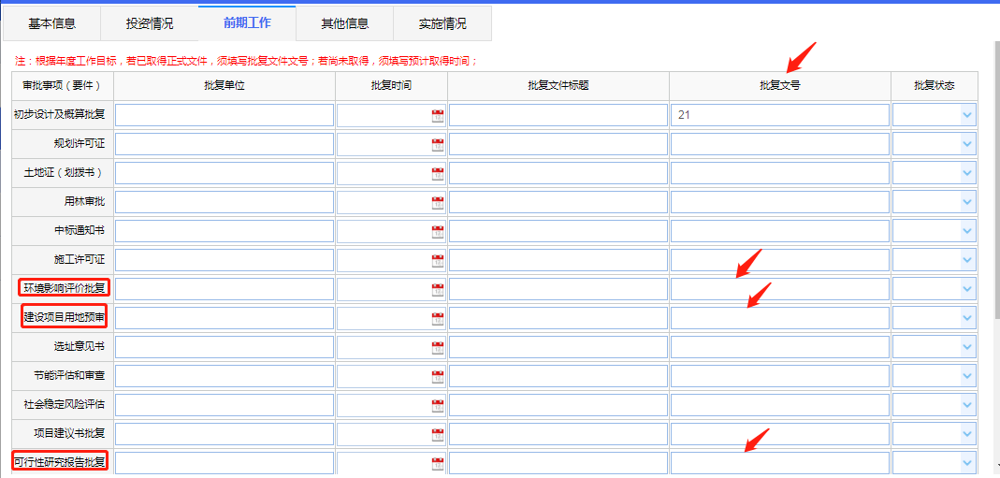 基本信息 投资情况 前期工作 其他信息 实施情况
注：根据年度工作目标，若已取得正式文件，须填写批复文件文号；若尚未取得，须填写预计取得时间；
审批事项（要件） 批复单位 批复时间 批复文件标题 批复文号 批复状态
初步设计及概算批复 21
规划许可证
土地证（划拨书）
用林审批
中标通知书
施工许可证
环境影响评价批复
建设项目用地预审
选址意见书
节能评估和审查
社会稳定风险评估
项目建议书批复
可行性研究报告批复